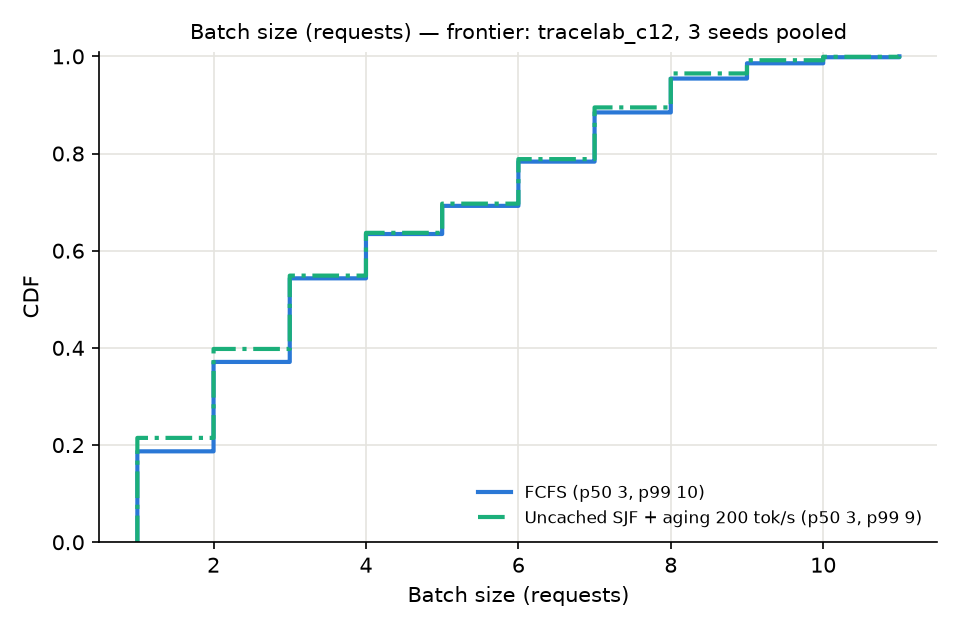 Batch size (requests) — frontier: tracelab_c12, 3 seeds pooled
1.0
0.8
0.6
0.4
0.2
0.0
CDF
FCFS (p50 3, p99 10)
Uncached SJF + aging 200 tok/s (p50 3, p99 9)
2
4
6
8
10
Batch size (requests)